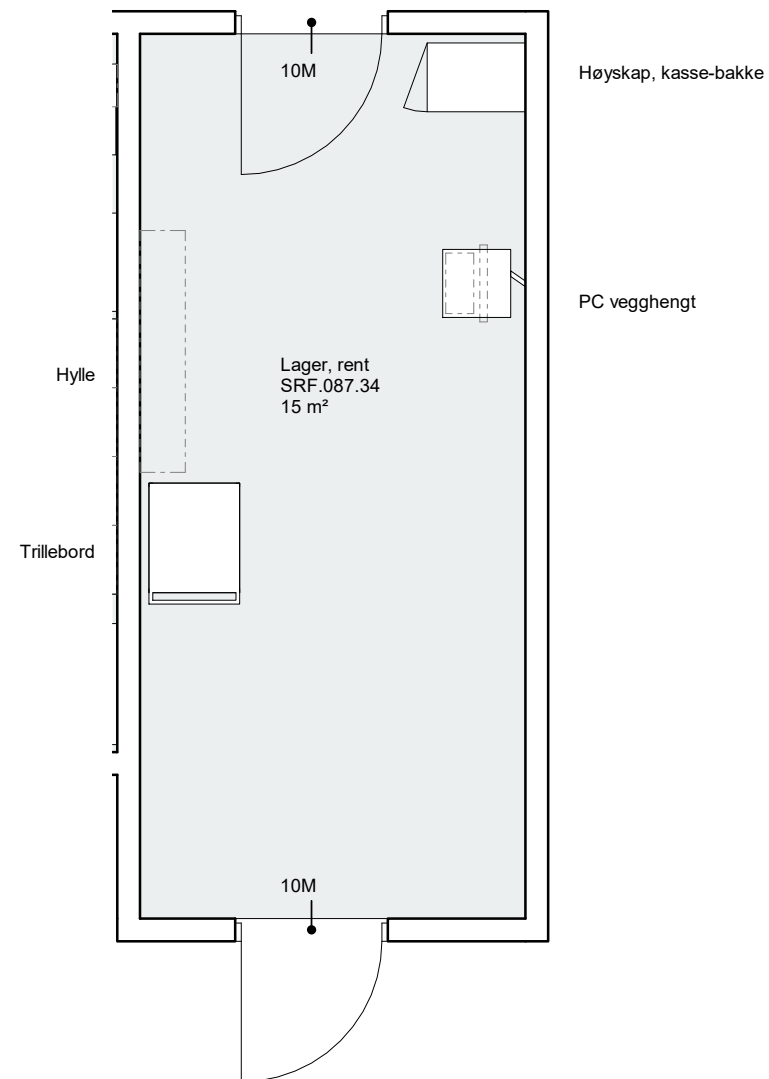 10M
Høyskap, kasse-bakke
PC vegghengt
Lager, rent
SRF.087.34
15 m²
Hylle
Trillebord
10M